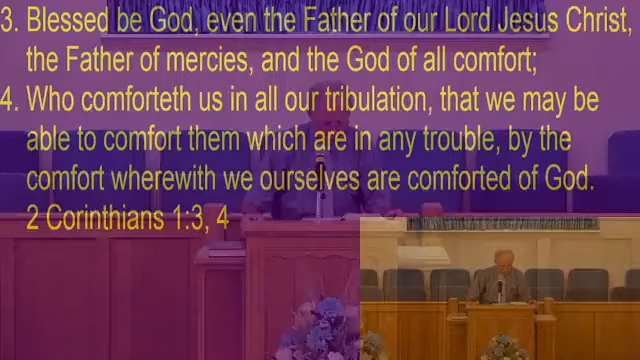 3. Blessed be God, even the Father of our Lord Jesus Christ,
the Father of mercies, and the God of all comfort;
4. Who comforteth us in all our tribulation, that we may be
able to comfort them which are in any trouble, by the
comfort wherewith we ourselves are comforted of God.
2 Corinthians 1:3, 4